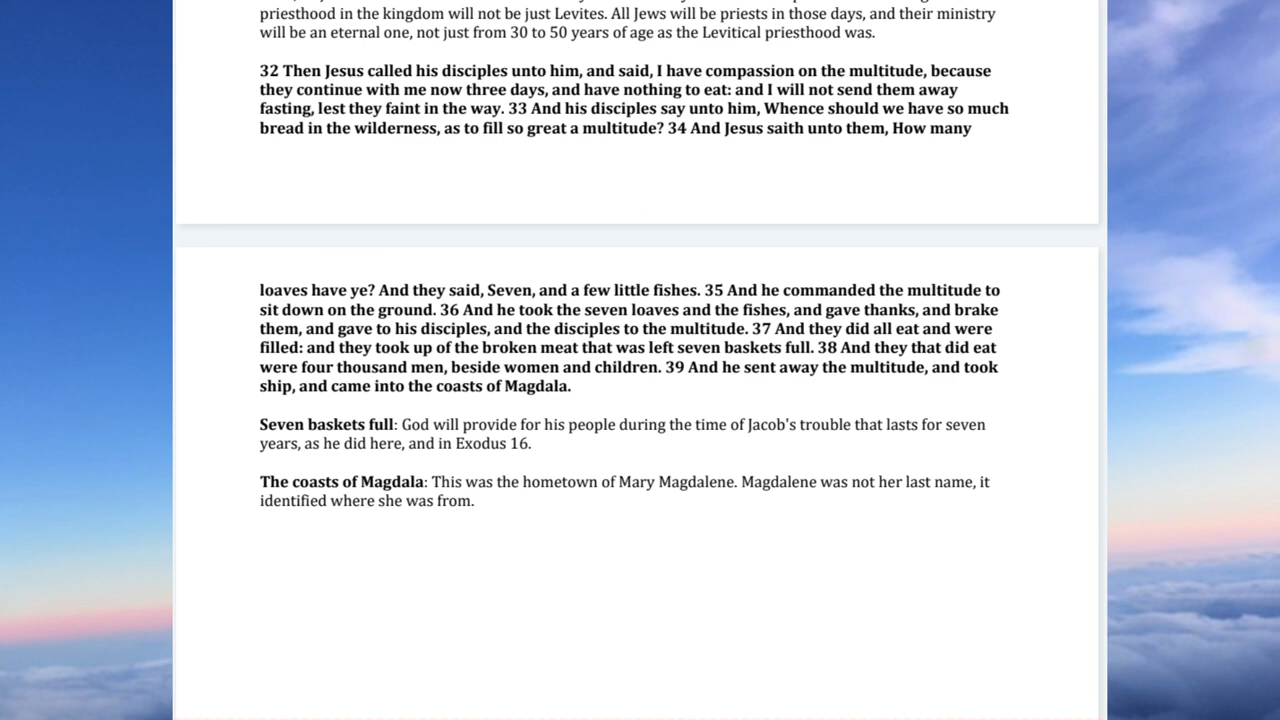 priesthood in the kingdom will not be just Levites. All Jews will be priests in those days, and their ministry
will be an eternal one, not just from 30 to 50 years of age as the Levitical priesthood was.
32 Then Jesus called his disciples unto him, and said, I have compassion on the multitude, because
they continue with me now three days, and have nothing to eat: and I will not send them away
fasting, lest they faint in the way. 33 And his disciples say unto him, Whence should we have so much
bread in the wilderness, as to fill so great a multitude? 34 And Jesus saith unto them, How many
loaves have ye? And they said, Seven, and a few little fishes. 35 And he commanded the multitude to
sit down on the ground. 36 And he took the seven loaves and the fishes, and gave thanks, and brake
them, and gave to his disciples, and the disciples to the multitude. 37 And they did all eat and were
filled: and they took up of the broken meat that was left seven baskets full. 38 And they that did eat
were four thousand men, beside women and children. 39 And he sent away the multitude, and took
ship, and came into the coasts of Magdala.
Seven baskets full: God will provide for his people during the time of Jacob's trouble that lasts for seven
years, as he did here, and in Exodus 16.
The coasts of Magdala: This was the hometown of Mary Magdalene. Magdalene was not her last name, it
identified where she was from.